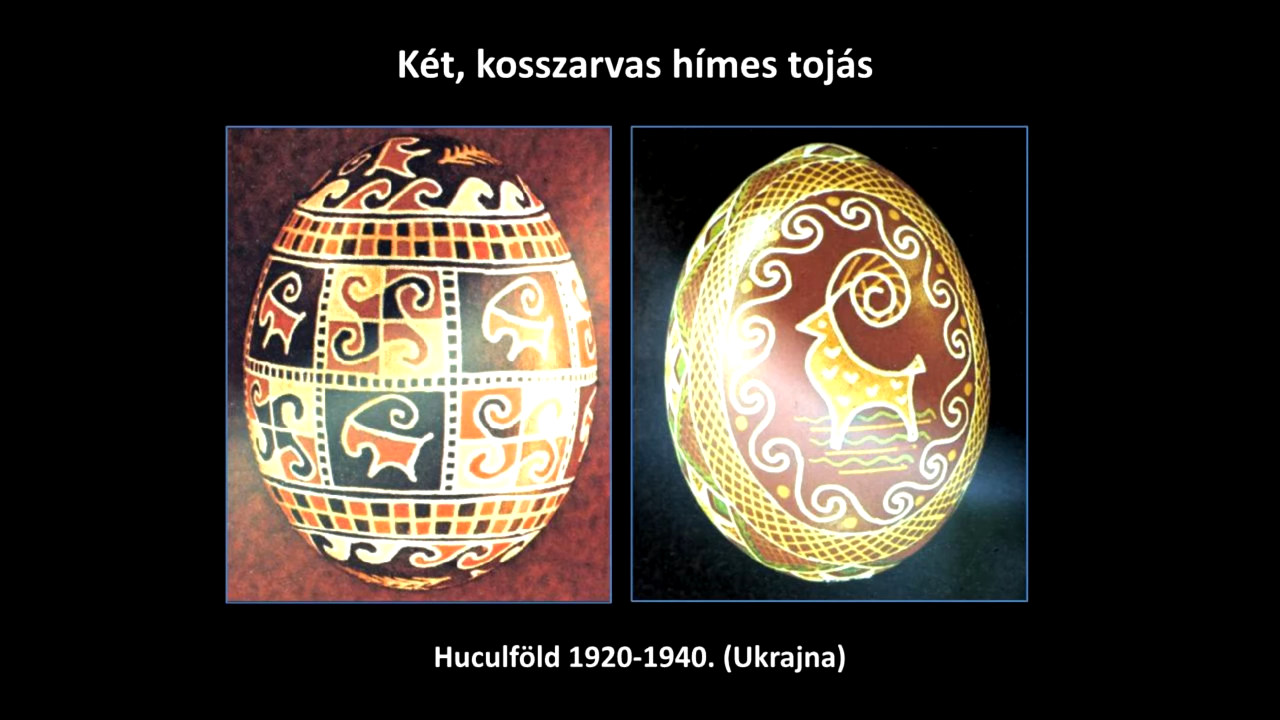 Két, kosszarvas hímes tojás
Huculföld 1920-1940. (Ukrajna)